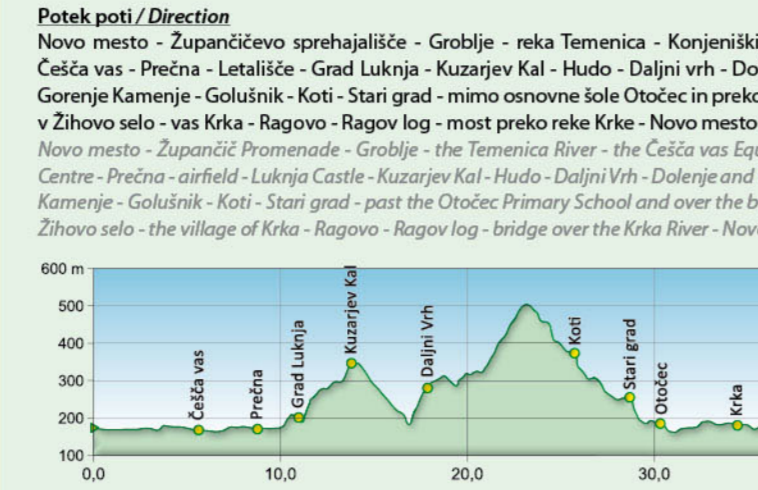 Potek poti / Direction
Novo mesto - Župančičevo sprehajališče - Groblje - reka Temenica - Konjeniški
Češča vas - Prečna - Letališče - Grad Luknja - Kuzarjev Kal - Hudo - Daljni vrh - Do
Gorenje Kamenje - Golušnik - Koti - Stari grad - mimo osnovne šole Otočec in preko
v Žihovo selo - vas Krka - Ragovo - Ragov log - most preko reke Krke - Novo mesto
Novo mesto - Župančič Promenade - Groblje - the Temenica River - the Češča vas Equ
Centre - Prečna - airfield - Luknja Castle - Kuzarjev Kal - Hudo - Daljni Vrh - Dolenje and
Kamenje - Golušnik - Koti - Stari grad - past the Otočec Primary School and over the b
Žihovo selo - the village of Krka - Ragovo - Ragov log - bridge over the Krka River - Nov
600 m
500
400
300
200
100
Češča vas
Prečna
Grad Luknja
Kuzarjev Kal
Daljni Vrh
Koti
Stari grad
Otočec
Krka
0,0
10,0
20,0
30,0